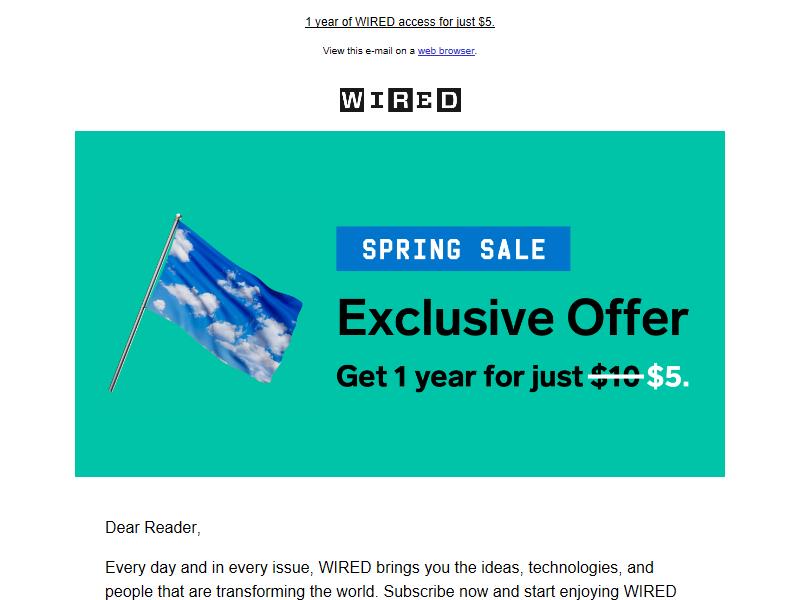 1 year of WIRED access for just $5.
View this e-mail on a web browser.
WIRED
SPRING SALE
Exclusive Offer
Get 1 year for just $10 $5.
Dear Reader,
Every day and in every issue, WIRED brings you the ideas, technologies, and
people that are transforming the world. Subscribe now and start enjoying WIRED